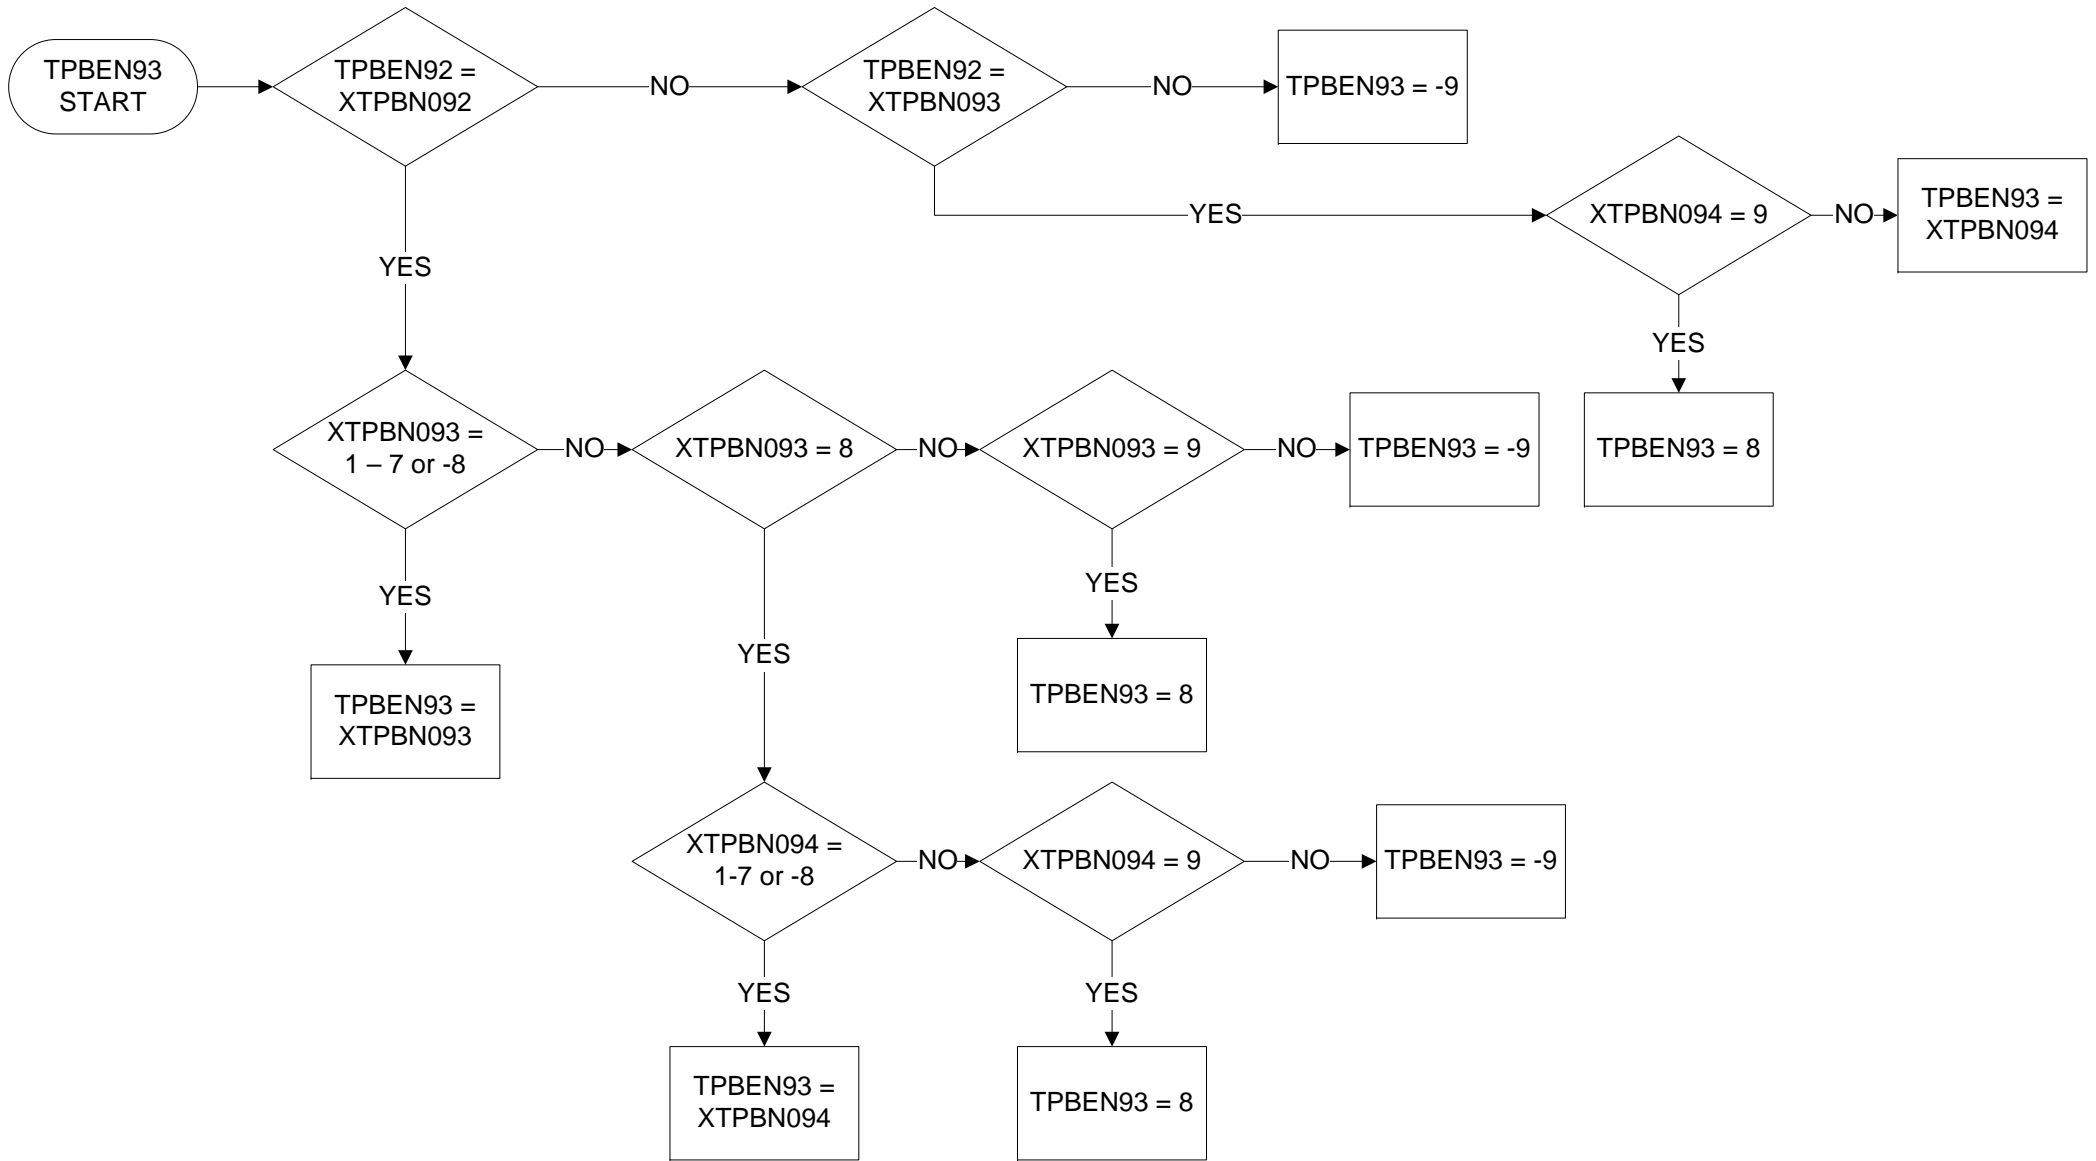 TPBEN93
START
TPBEN92 =
XTPBN092
NO
TPBEN92 =
XTPBN093
NO
TPBEN93 = -9
YES
XTPBN094 = 9
NO
TPBEN93 =
XTPBN094
YES
TPBEN93 = 8
YES
XTPBN093 =
1 – 7 or -8
NO
XTPBN093 = 8
NO
XTPBN093 = 9
NO
TPBEN93 = -9
YES
TPBEN93 =
XTPBN093
YES
YES
TPBEN93 = 8
XTPBN094 =
1-7 or -8
NO
XTPBN094 = 9
NO
TPBEN93 = -9
YES
TPBEN93 =
XTPBN094
YES
TPBEN93 = 8